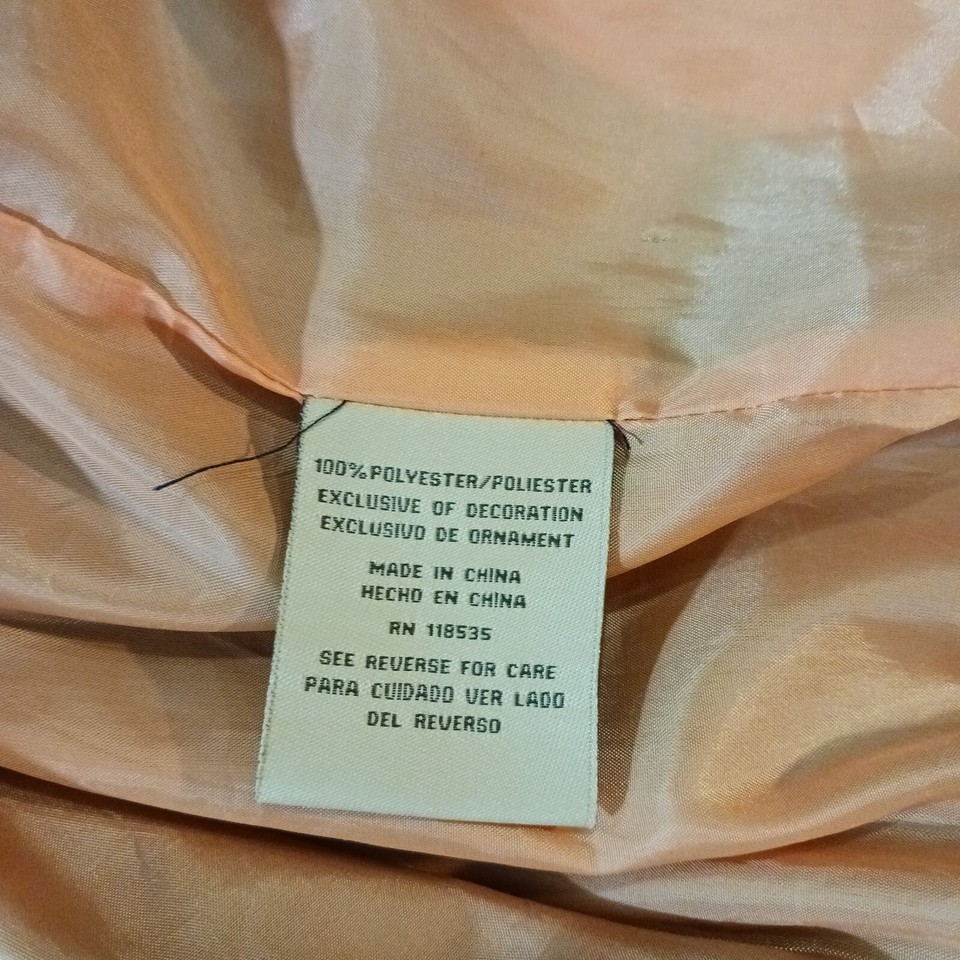 100% POLYESTER/POLIESTER
EXCLUSIVE OF DECORATION
EXCLUSIVO DE ORNAMENT
MADE IN CHINA
HECHO EN CHINA
RN 118535
SEE REVERSE FOR CARE
PARA CUIDADO VER LADO
DEL REVERSO